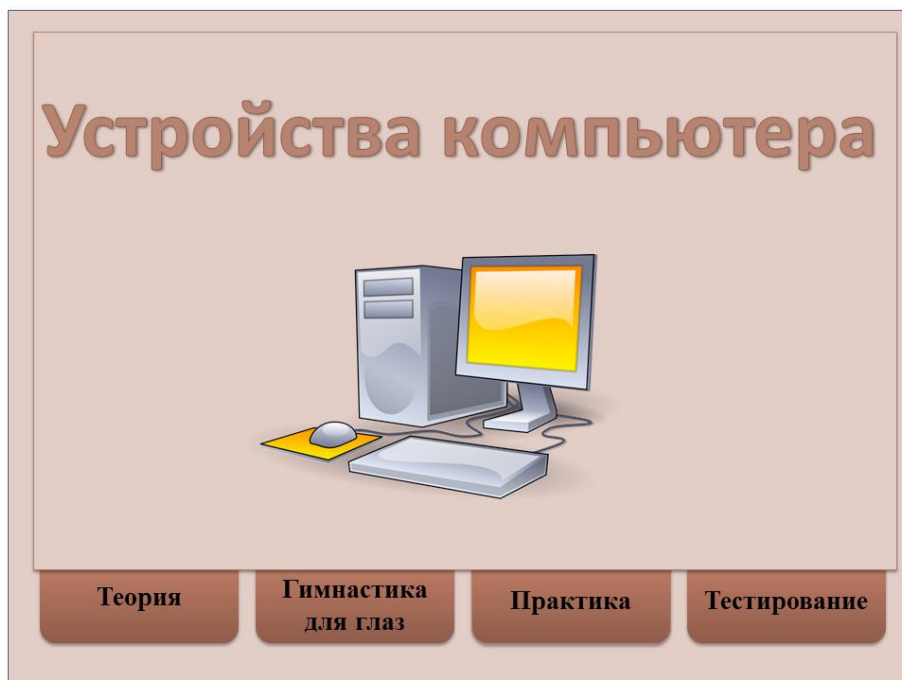 Устройства компьютера
Теория
Гимнастика
для глаз
Практика
Тестирование